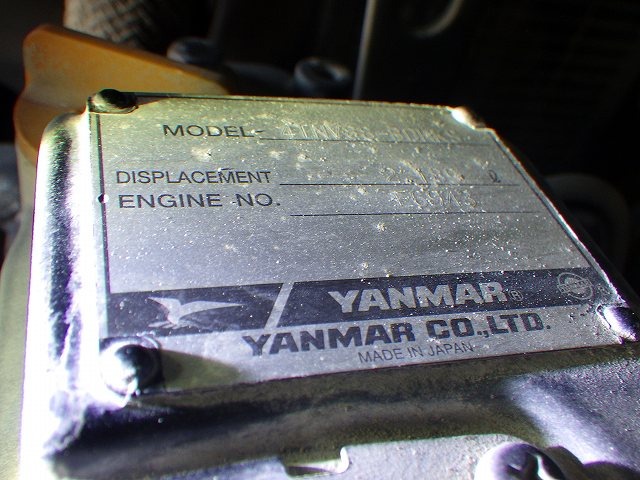 MODEL-
DISPLACEMENT ℓ
ENGINE NO.
YANMAR®
YANMAR CO.,LTD.
MADE IN JAPAN